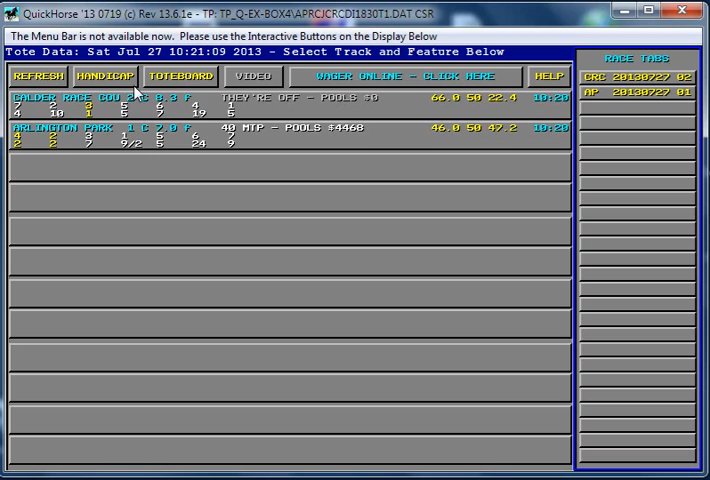 QuickHorse '13 0719 (c) Rev 13.6.1e - TP: TP_Q-EX-BOX4\APRCJCRCDI1830T1.DAT CSR
The Menu Bar is not available now. Please use the Interactive Buttons on the Display Below
Tote Data: Sat Jul 27 10:21:09 2013 - Select Track and Feature Below
REFRESH HANDICAP TOTEBOARD VIDEO WAGER ONLINE - CLICK HERE HELP
CALDER RACE COU 2 C 8.3 f THEY'RE OFF - POOLS $0 66.0 50 22.4 10:20
7 2 3 5 6 4 1
4 10 1 5 7 19 5
ARLINGTON PARK 1 C 7.0 f 40 MTP - POOLS $4468 46.0 50 47.2 10:20
4 2 3 1 5 6 7
2 2 7 9/2 5 24 9
RACE TABS
CRC 20130727 02
AP 20130727 01